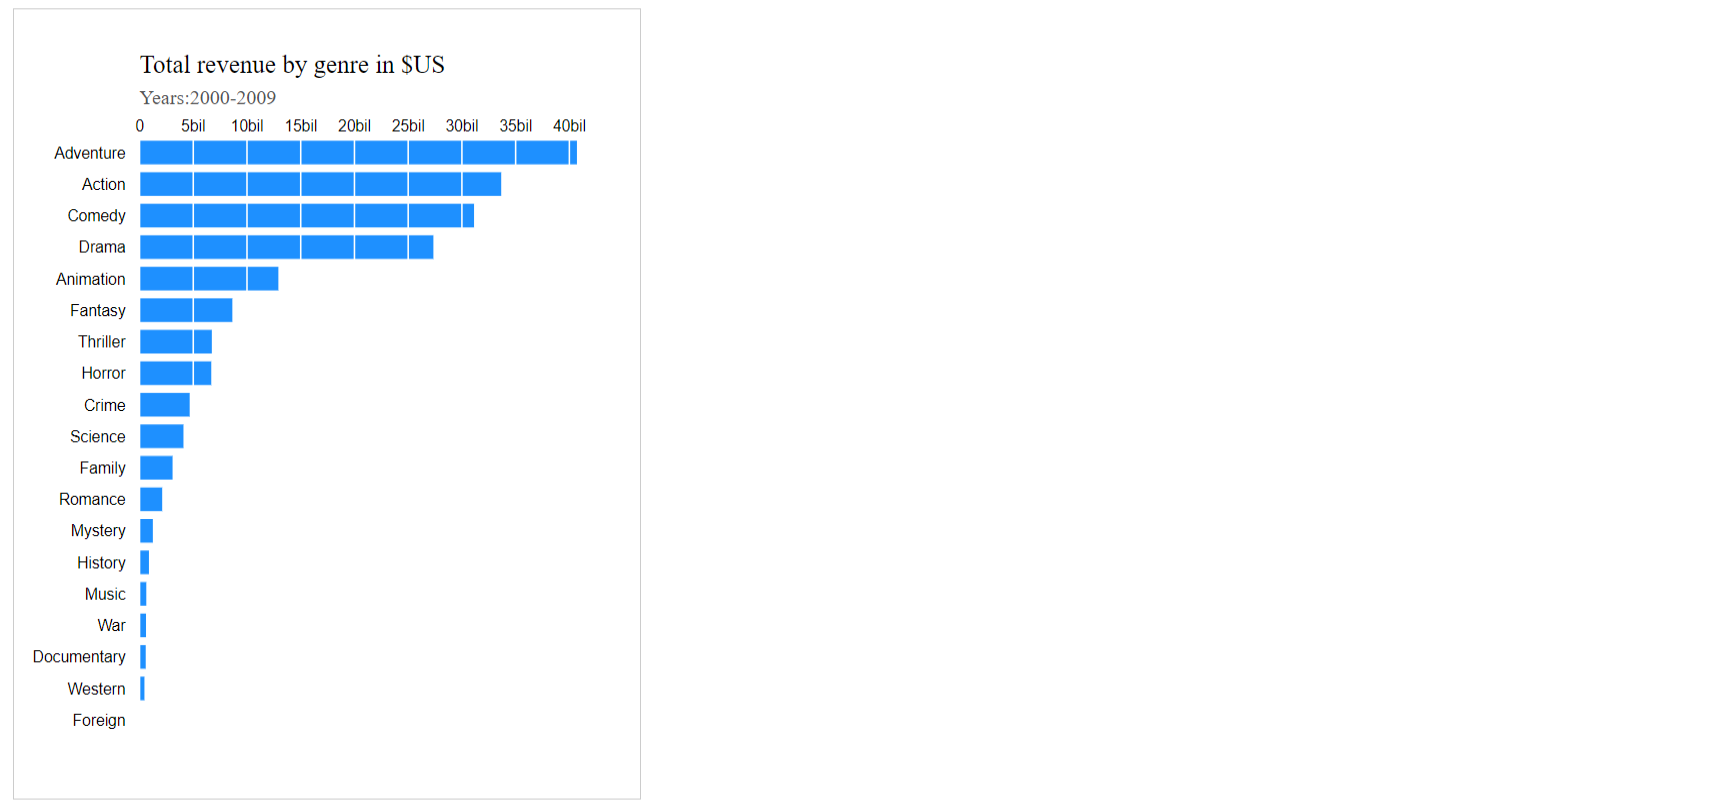 Total revenue by genre in $US
Years:2000-2009
0 5bil 10bil 15bil 20bil 25bil 30bil 35bil 40bil
Adventure
Action
Comedy
Drama
Animation
Fantasy
Thriller
Horror
Crime
Science
Family
Romance
Mystery
History
Music
War
Documentary
Western
Foreign